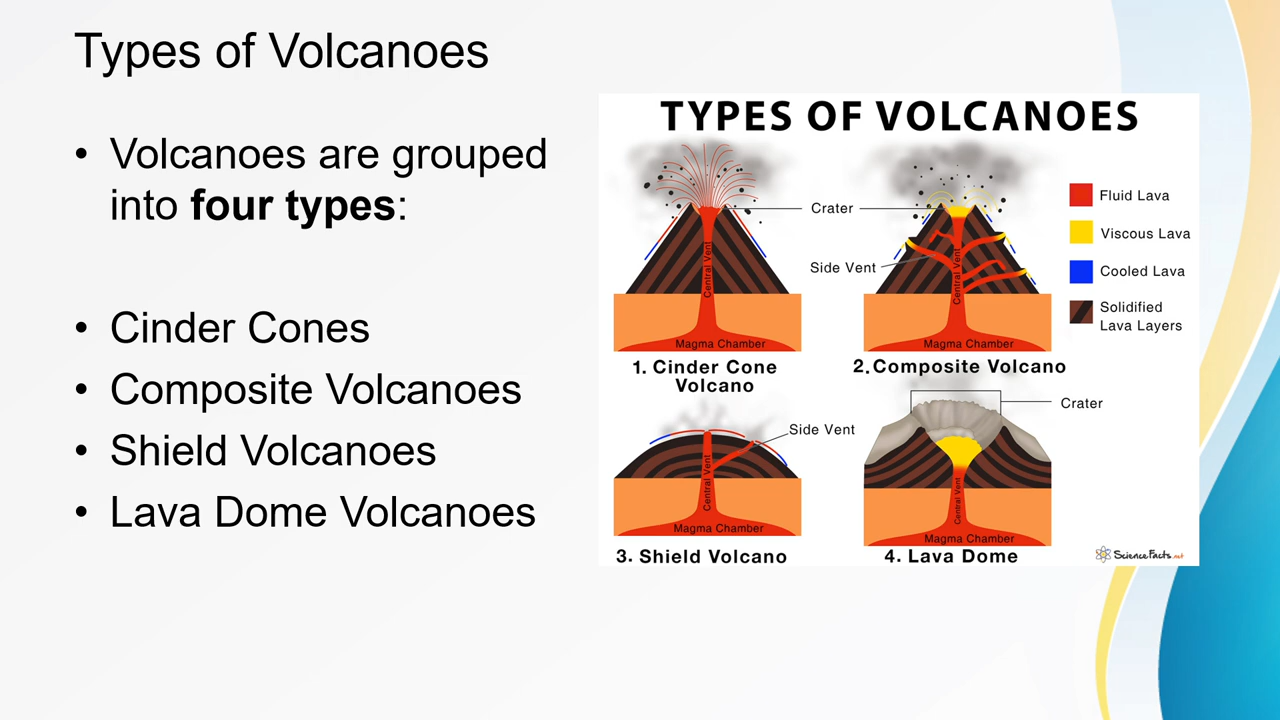 Types of Volcanoes
• Volcanoes are grouped
into four types:
• Cinder Cones
• Composite Volcanoes
• Shield Volcanoes
• Lava Dome Volcanoes
TYPES OF VOLCANOES
Crater
Side Vent
Central Vent
Central Vent
Magma Chamber
Magma Chamber
1. Cinder Cone
Volcano
2. Composite Volcano
Fluid Lava
Viscous Lava
Cooled Lava
Solidified
Lava Layers
Side Vent
Crater
Central Vent
Central Vent
Magma Chamber
Magma Chamber
3. Shield Volcano
4. Lava Dome
ScienceFacts.net